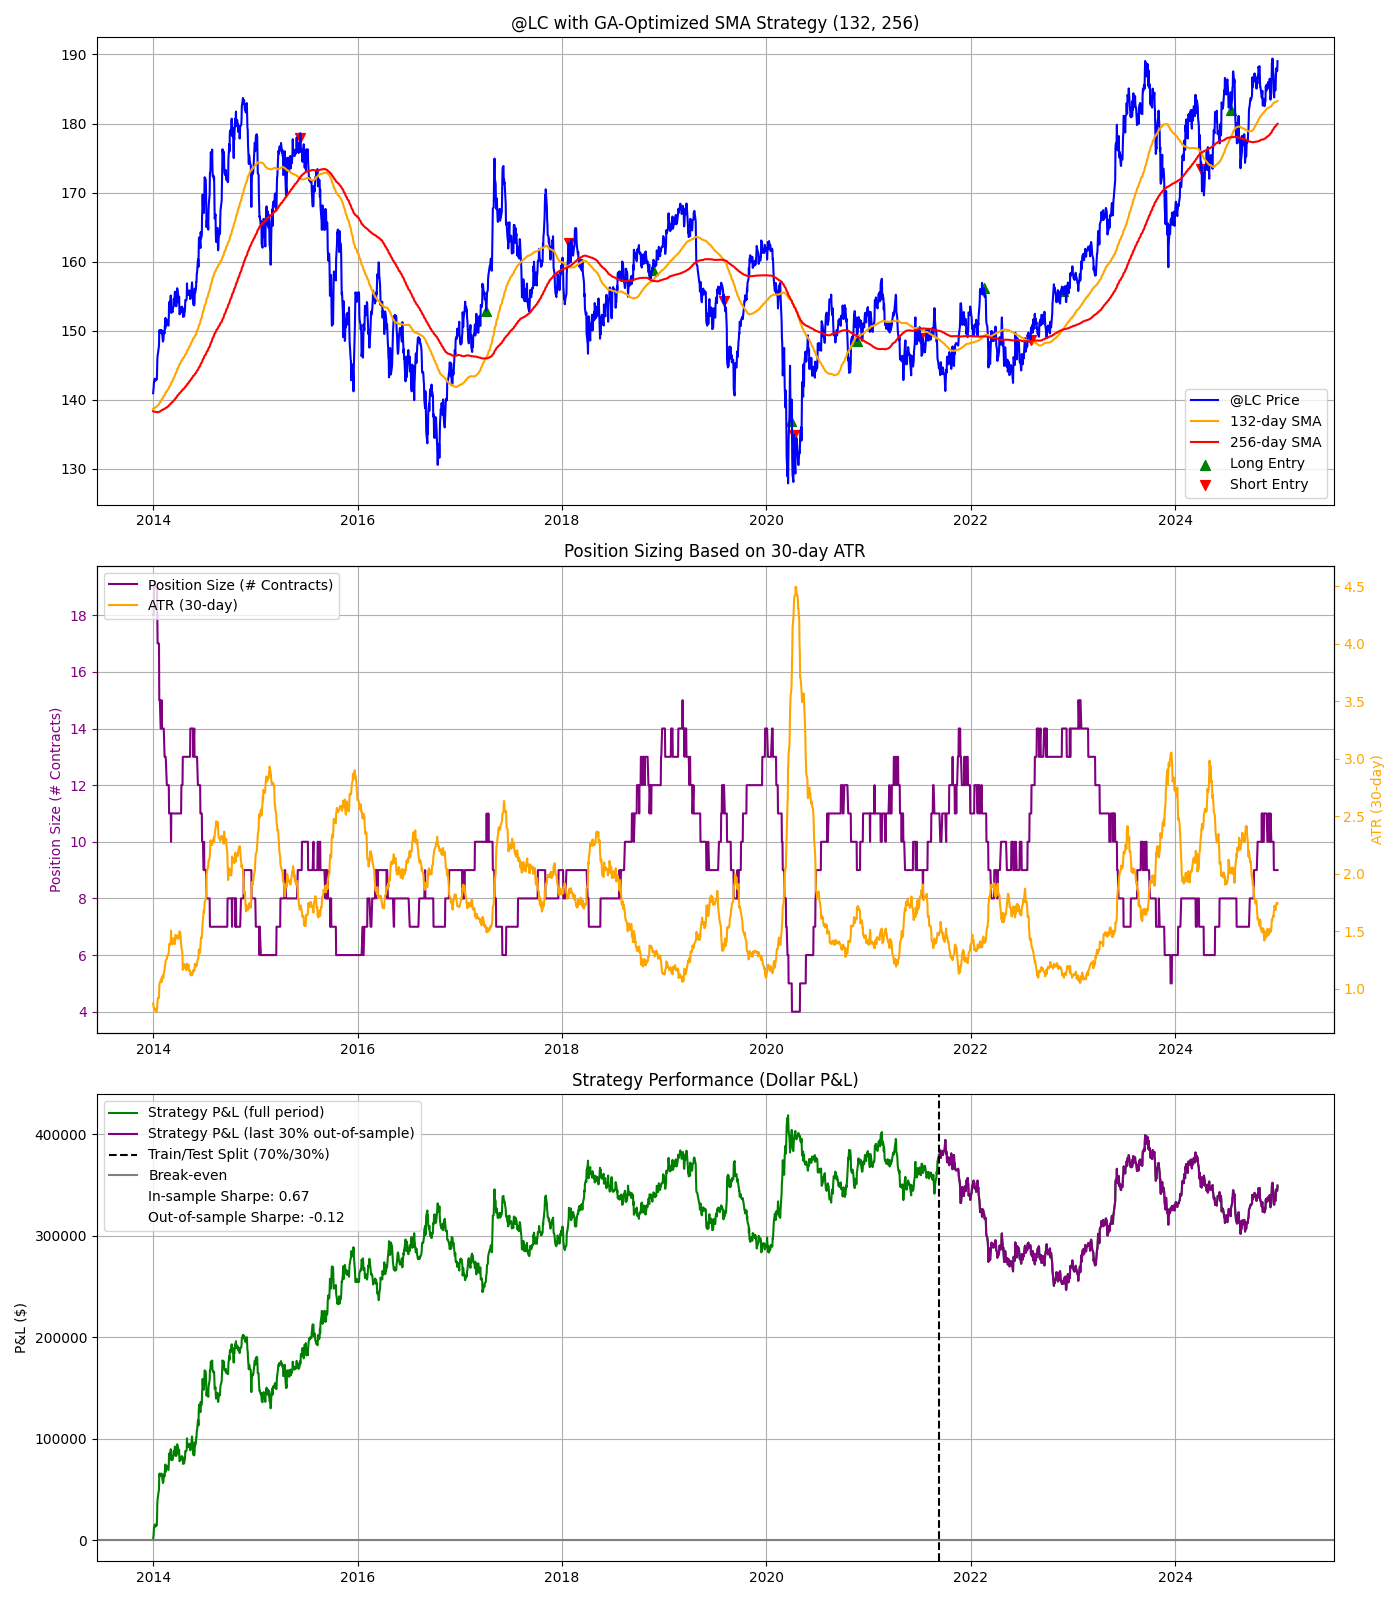 @LC with GA-Optimized SMA Strategy (132, 256)
190
180
170
160
150
140
130
@LC Price
132-day SMA
256-day SMA
Long Entry
Short Entry
2014
2016
2018
2020
2022
2024
Position Sizing Based on 30-day ATR
Position Size (# Contracts)
18
16
14
12
10
8
6
4
Position Size (# Contracts)
ATR (30-day)
4.5
4.0
3.5
3.0
2.5
2.0
1.5
1.0
ATR (30-day)
2014
2016
2018
2020
2022
2024
Strategy Performance (Dollar P&L)
P&L ($)
400000
300000
200000
100000
0
Strategy P&L (full period)
Strategy P&L (last 30% out-of-sample)
Train/Test Split (70%/30%)
Break-even
In-sample Sharpe: 0.67
Out-of-sample Sharpe: -0.12
2014
2016
2018
2020
2022
2024